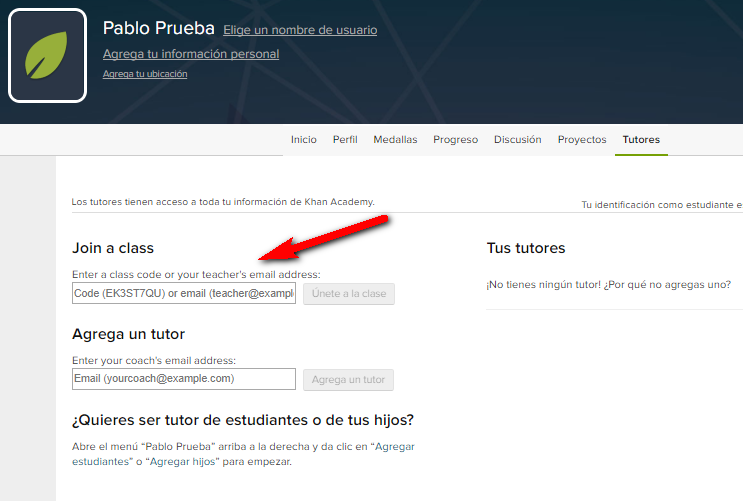 Pablo Prueba Elige un nombre de usuario
Agrega tu información personal
Agrega tu ubicación
Inicio Perfil Medallas Progreso Discusión Proyectos Tutores
Los tutores tienen acceso a toda tu información de Khan Academy.
Tu identificación como estudiante e
Join a class
Enter a class code or your teacher's email address:
Code (EK3ST7QU) or email (teacher@exampl
Únete a la clase
Agrega un tutor
Enter your coach's email address:
Email (yourcoach@example.com)
Agrega un tutor
¿Quieres ser tutor de estudiantes o de tus hijos?
Abre el menú "Pablo Prueba" arriba a la derecha y da clic en "Agregar
estudiantes" o "Agregar hijos" para empezar.
Tus tutores
¡No tienes ningún tutor! ¿Por qué no agregas uno?